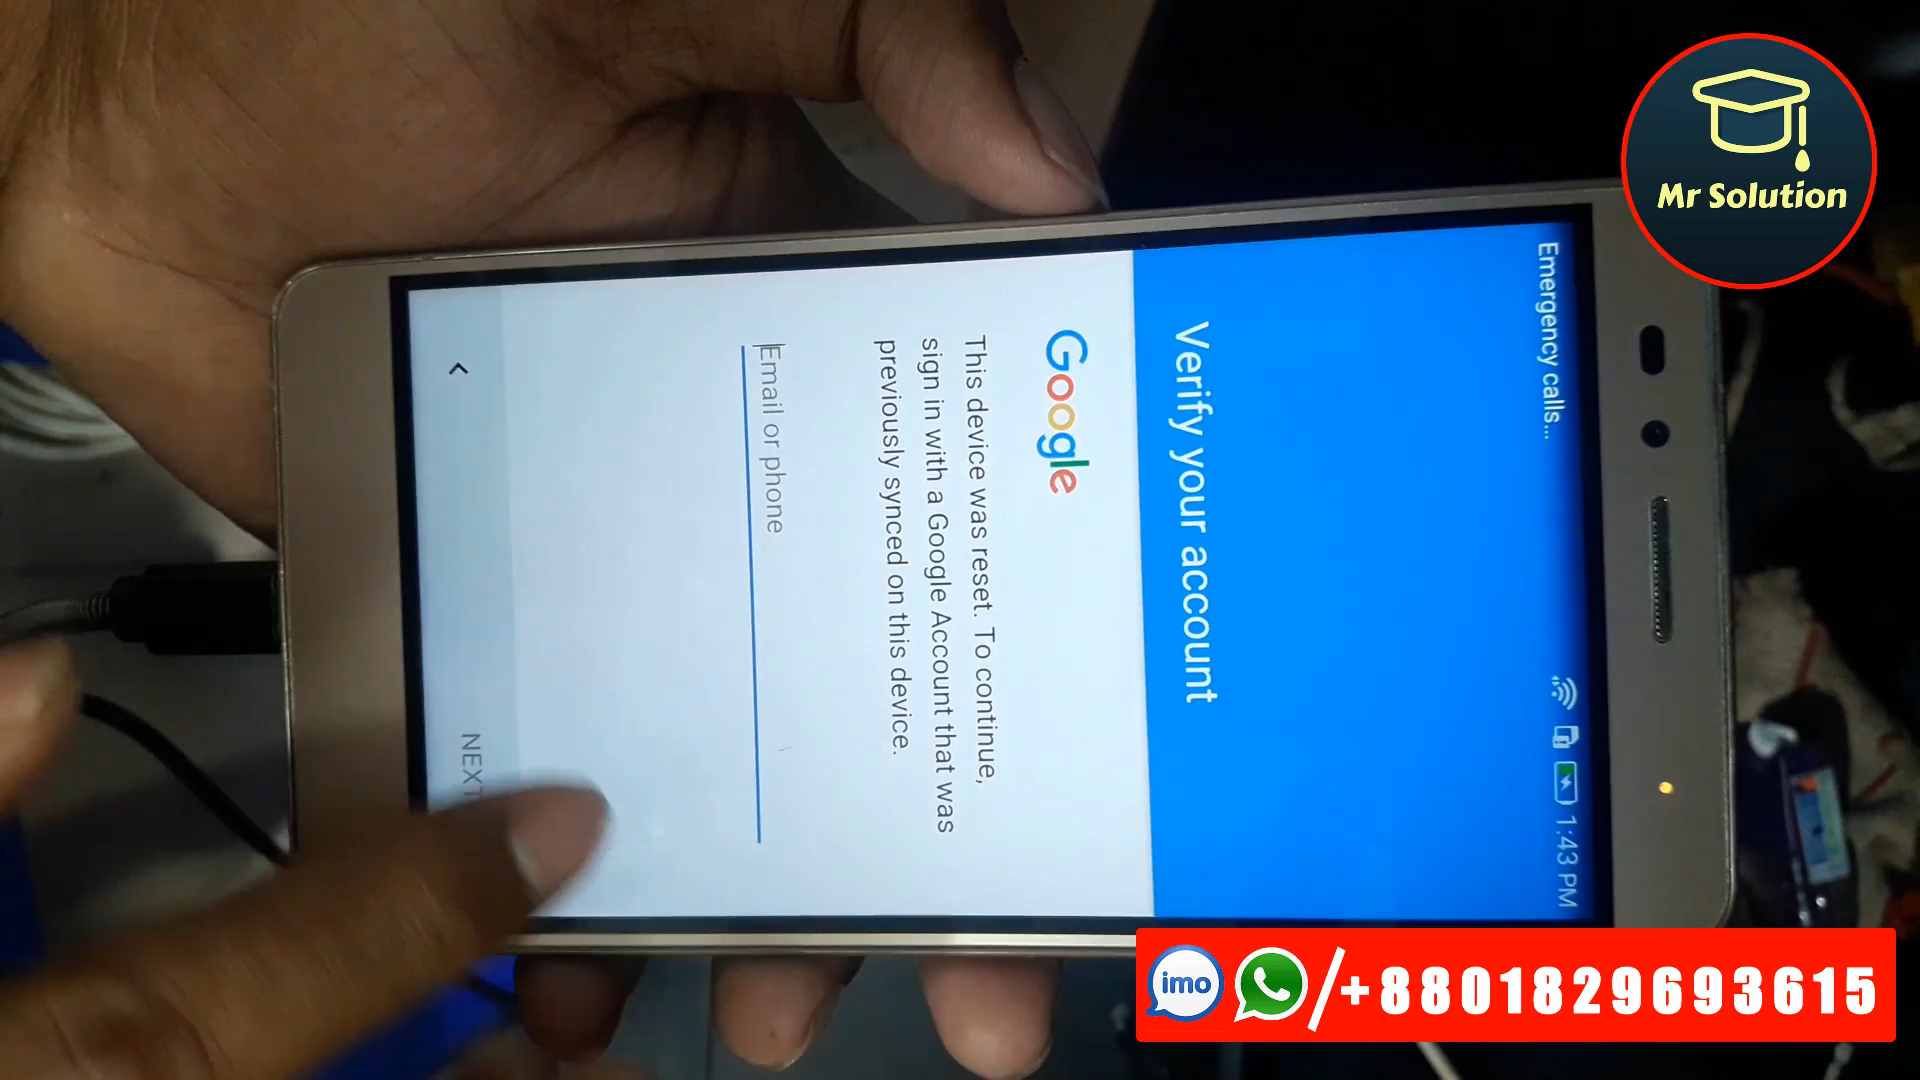 Mr Solution
Emergency calls...
1:43 PM
Verify your account
Google
This device was reset. To continue,
sign in with a Google Account that was
previously synced on this device.
Email or phone
NEXT
imo
/+8801829693615